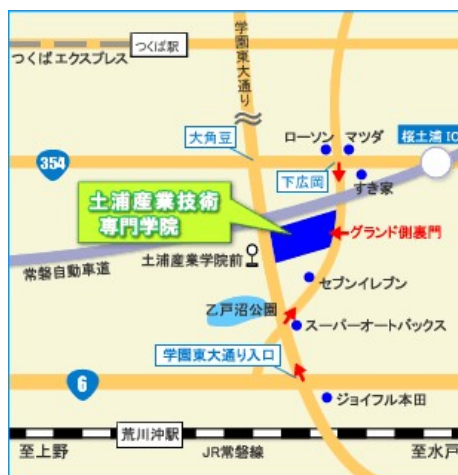 つくば駅
つくばエクスプレス
学園東大通り
大角豆
ローソン
マツダ
桜土浦IC
354
下広岡
すき家
土浦産業技術
専門学院
グランド側裏門
土浦産業学院前
常磐自動車道
セブンイレブン
乙戸沼公園
スーパーオートバックス
学園東大通り入口
6
ジョイフル本田
荒川沖駅
至上野
JR常磐線
至水戸